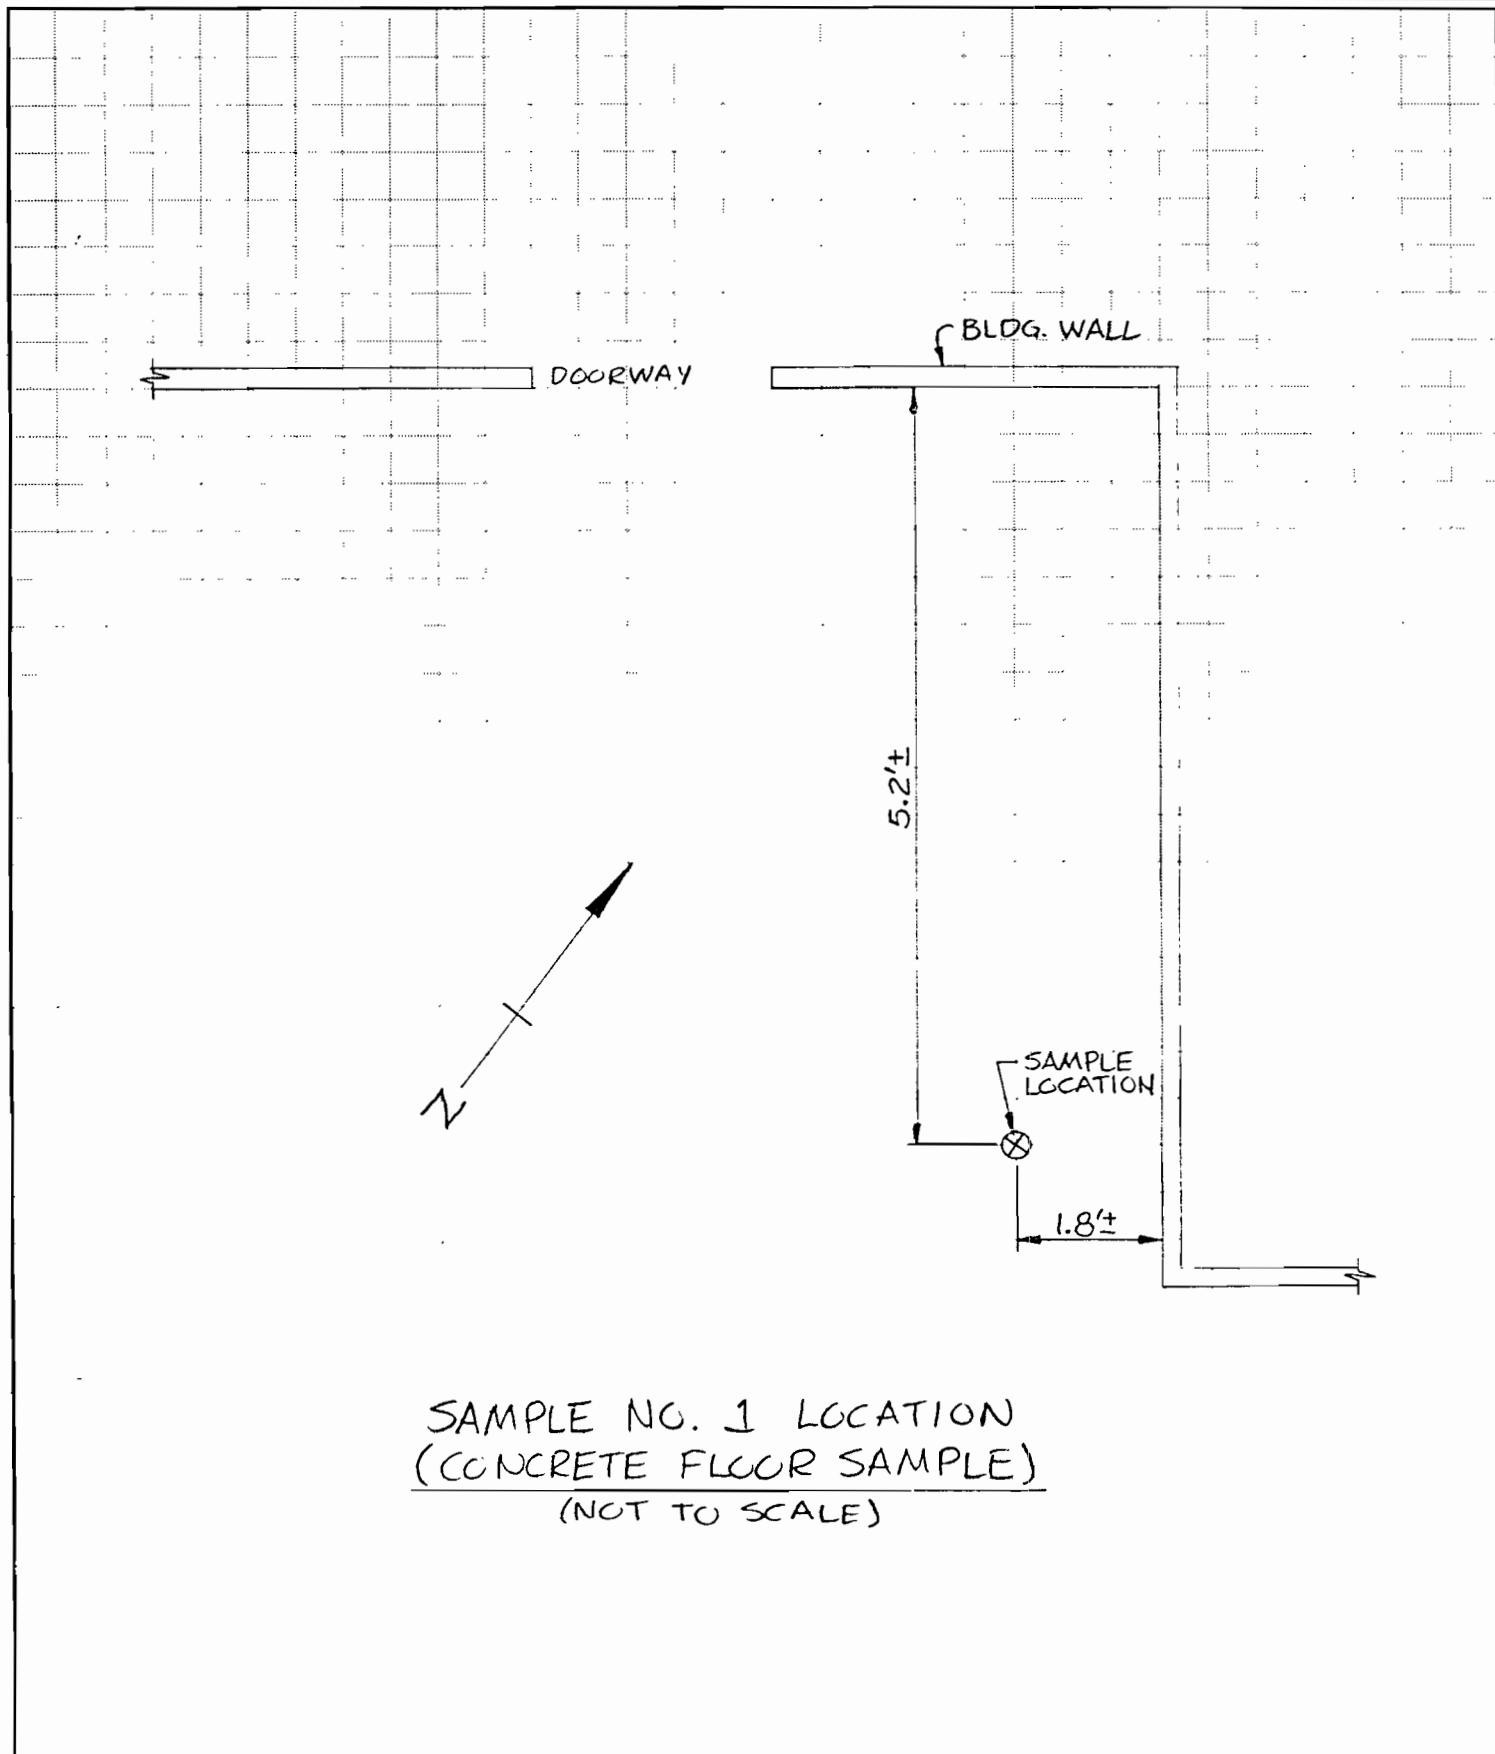 BLDG. WALL
DOORWAY
5.2'±
N
SAMPLE
LOCATION
1.8'±
SAMPLE NO. 1 LOCATION
(CONCRETE FLOOR SAMPLE)
(NOT TO SCALE)